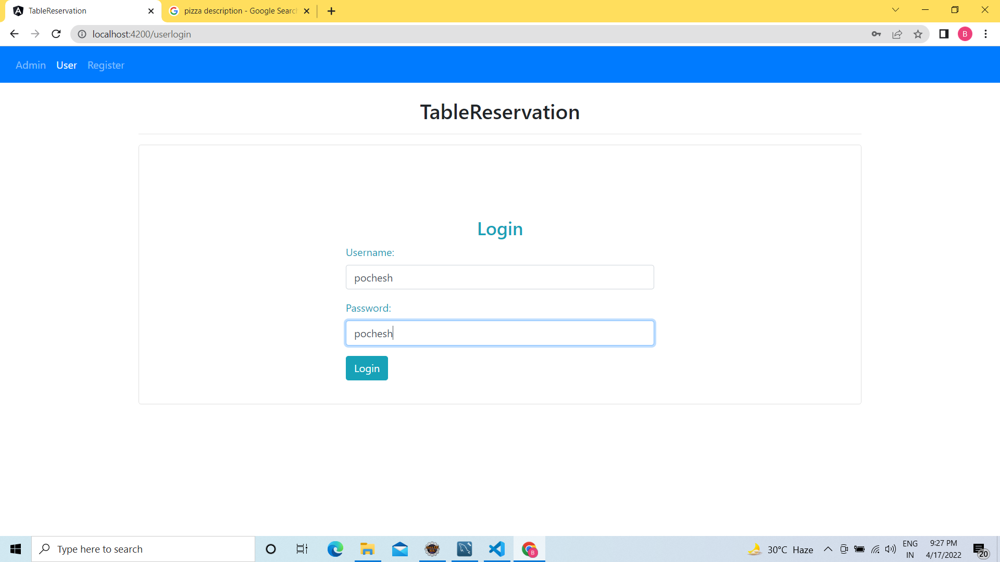 TableReservation
pizza description - Google Search
localhost:4200/userlogin
B
Admin User Register
TableReservation
Login
Username:
pochesh
Password:
pochesh
Login
Type here to search
30°C Haze
ENG
IN
9:27 PM
4/17/2022
20